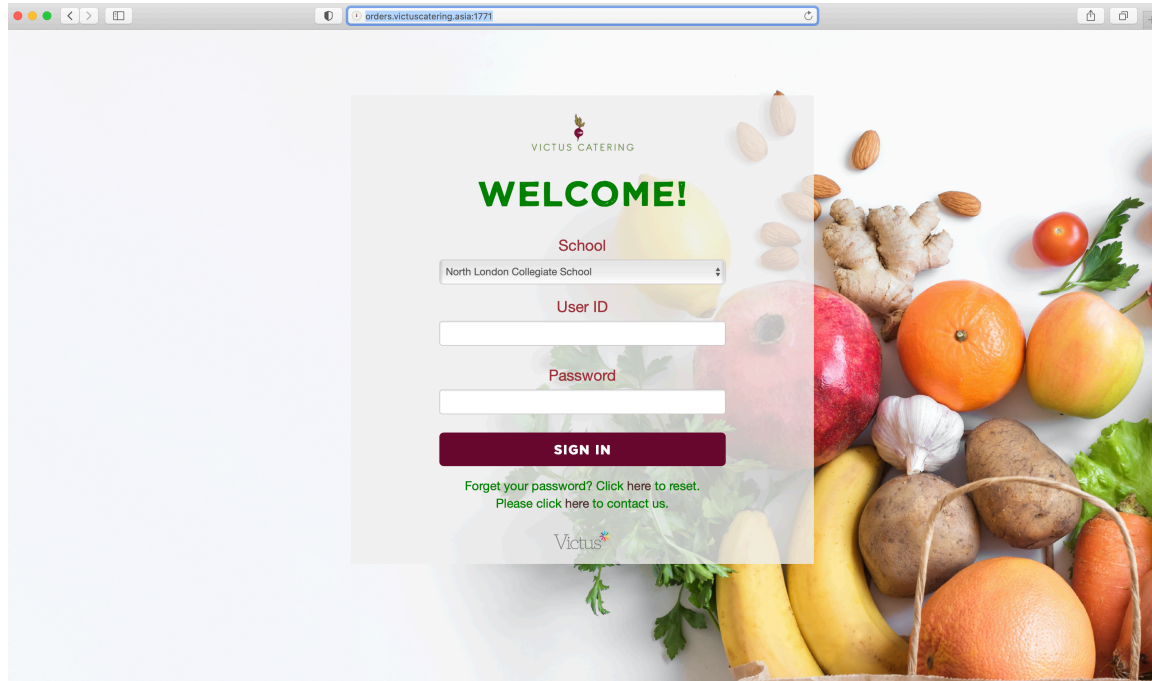 orders.victuscatering.asia:1771
VICTUS CATERING
WELCOME!
School
North London Collegiate School
User ID
Password
SIGN IN
Forget your password? Click here to reset.
Please click here to contact us.
Victus